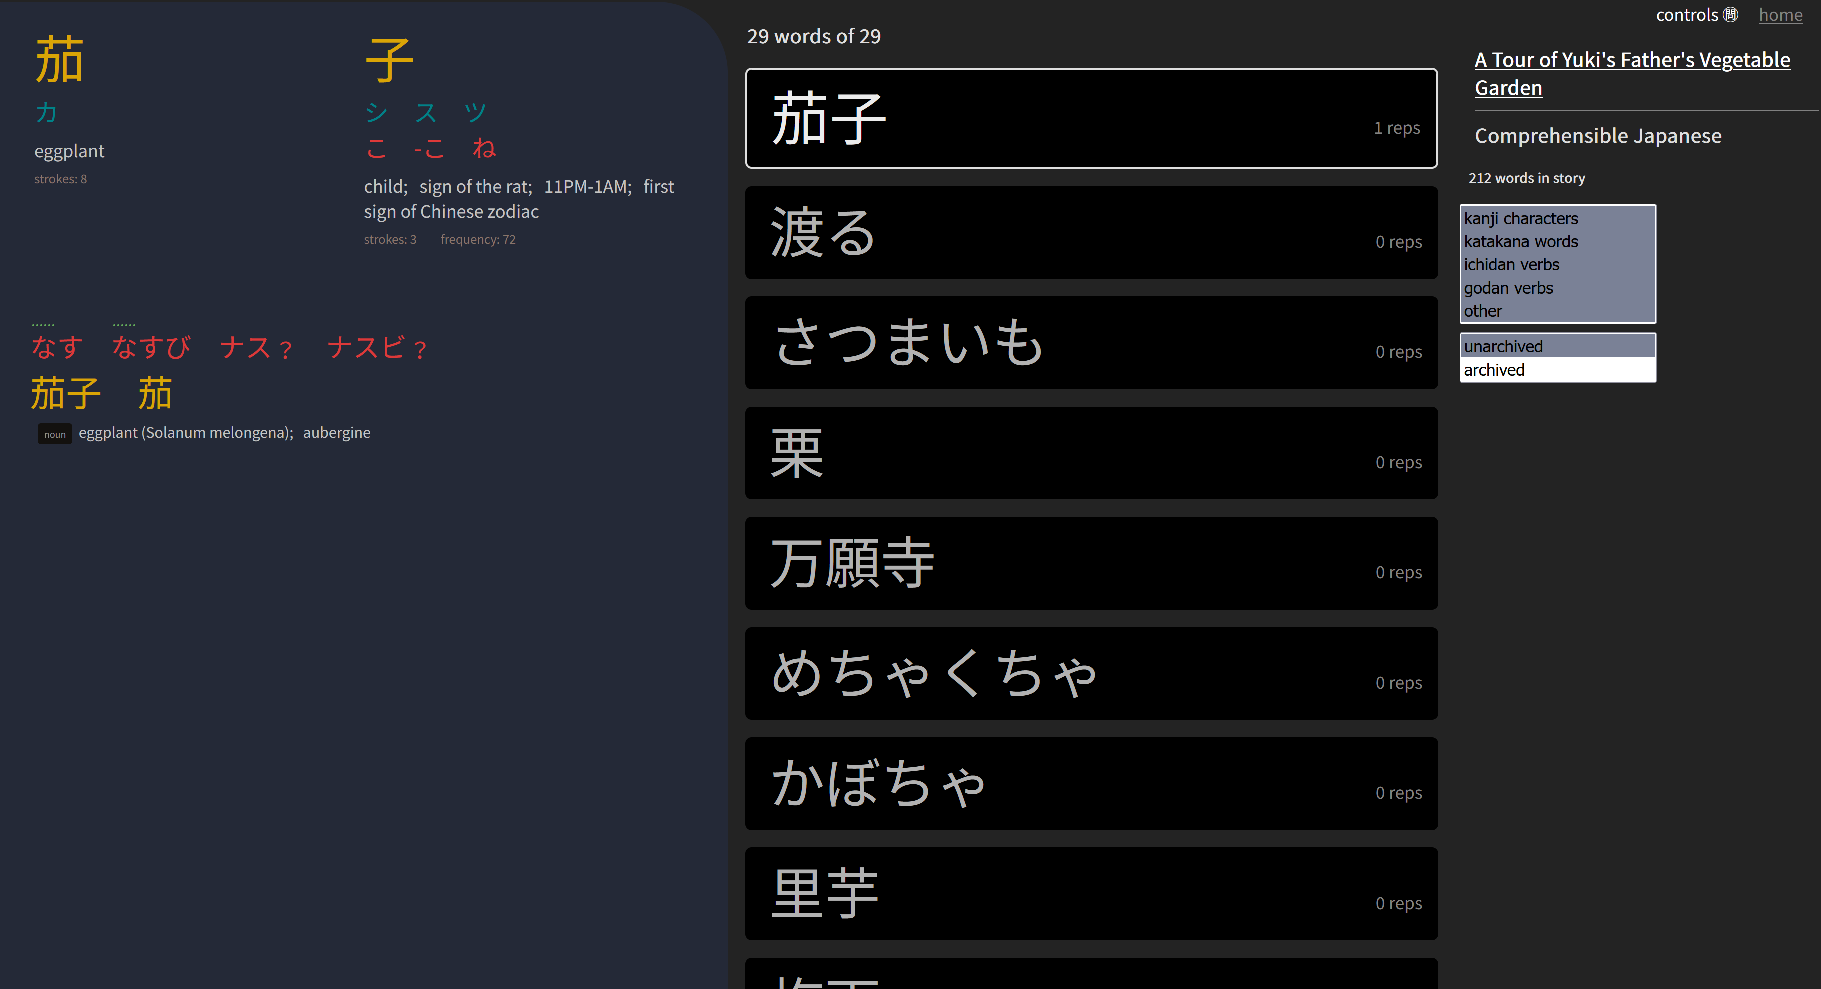 茄
カ
eggplant
strokes: 8
子
シ ス ツ
こ -こ ね
child; sign of the rat; 11PM-1AM; first
sign of Chinese zodiac
strokes: 3 frequency: 72
なす なすび ナス? ナスビ?
茄子 茄
noun eggplant (Solanum melongena); aubergine
29 words of 29
茄子 1 reps
渡る 0 reps
さつまいも 0 reps
栗 0 reps
万願寺 0 reps
めちゃくちゃ 0 reps
かぼちゃ 0 reps
里芋 0 reps
controls home
A Tour of Yuki's Father's Vegetable
Garden
Comprehensible Japanese
212 words in story
kanji characters
katakana words
ichidan verbs
godan verbs
other
unarchived
archived